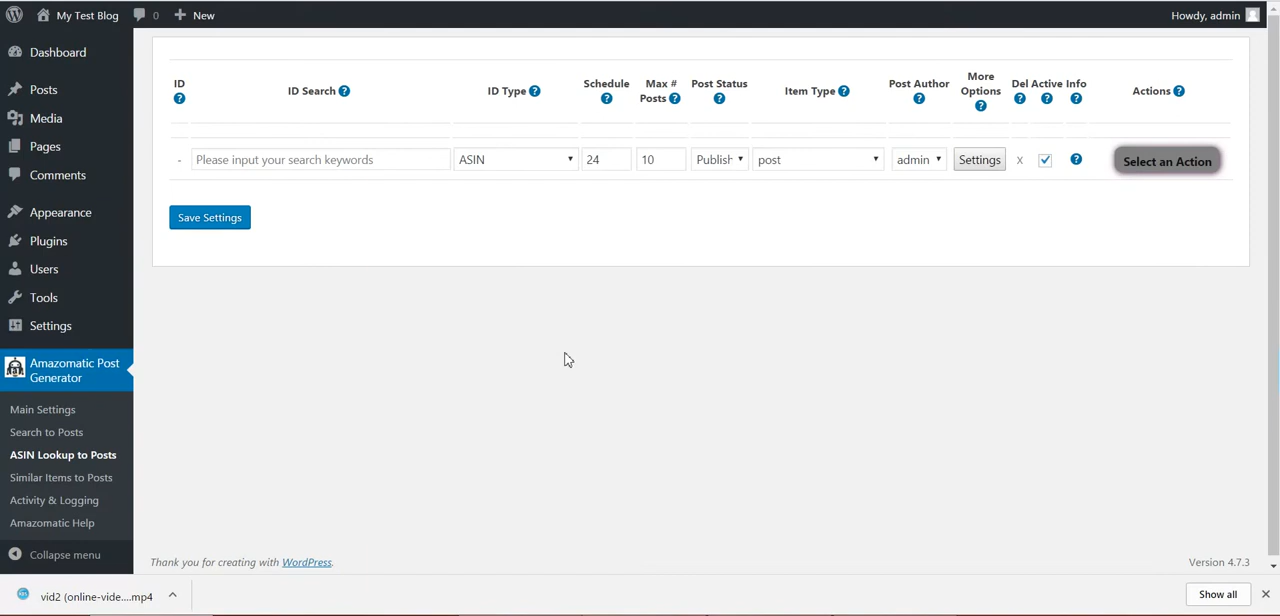 My Test Blog 0 New Howdy, admin
Dashboard
Posts
Media
Pages
Comments
Appearance
Plugins
Users
Tools
Settings
Amazomatic Post
Generator
Main Settings
Search to Posts
ASIN Lookup to Posts
Similar Items to Posts
Activity & Logging
Amazomatic Help
Collapse menu
ID
?
ID Search ?
ID Type ?
Schedule
?
Max #
Posts ?
Post Status
?
Item Type ?
Post Author
?
More
Options
?
Del Active Info
? ? ?
Actions ?
- Please input your search keywords ASIN 24 10 Publish post admin Settings X ? Select an Action
Save Settings
Thank you for creating with WordPress. Version 4.7.3
vid2 (online-vide....mp4 Show all